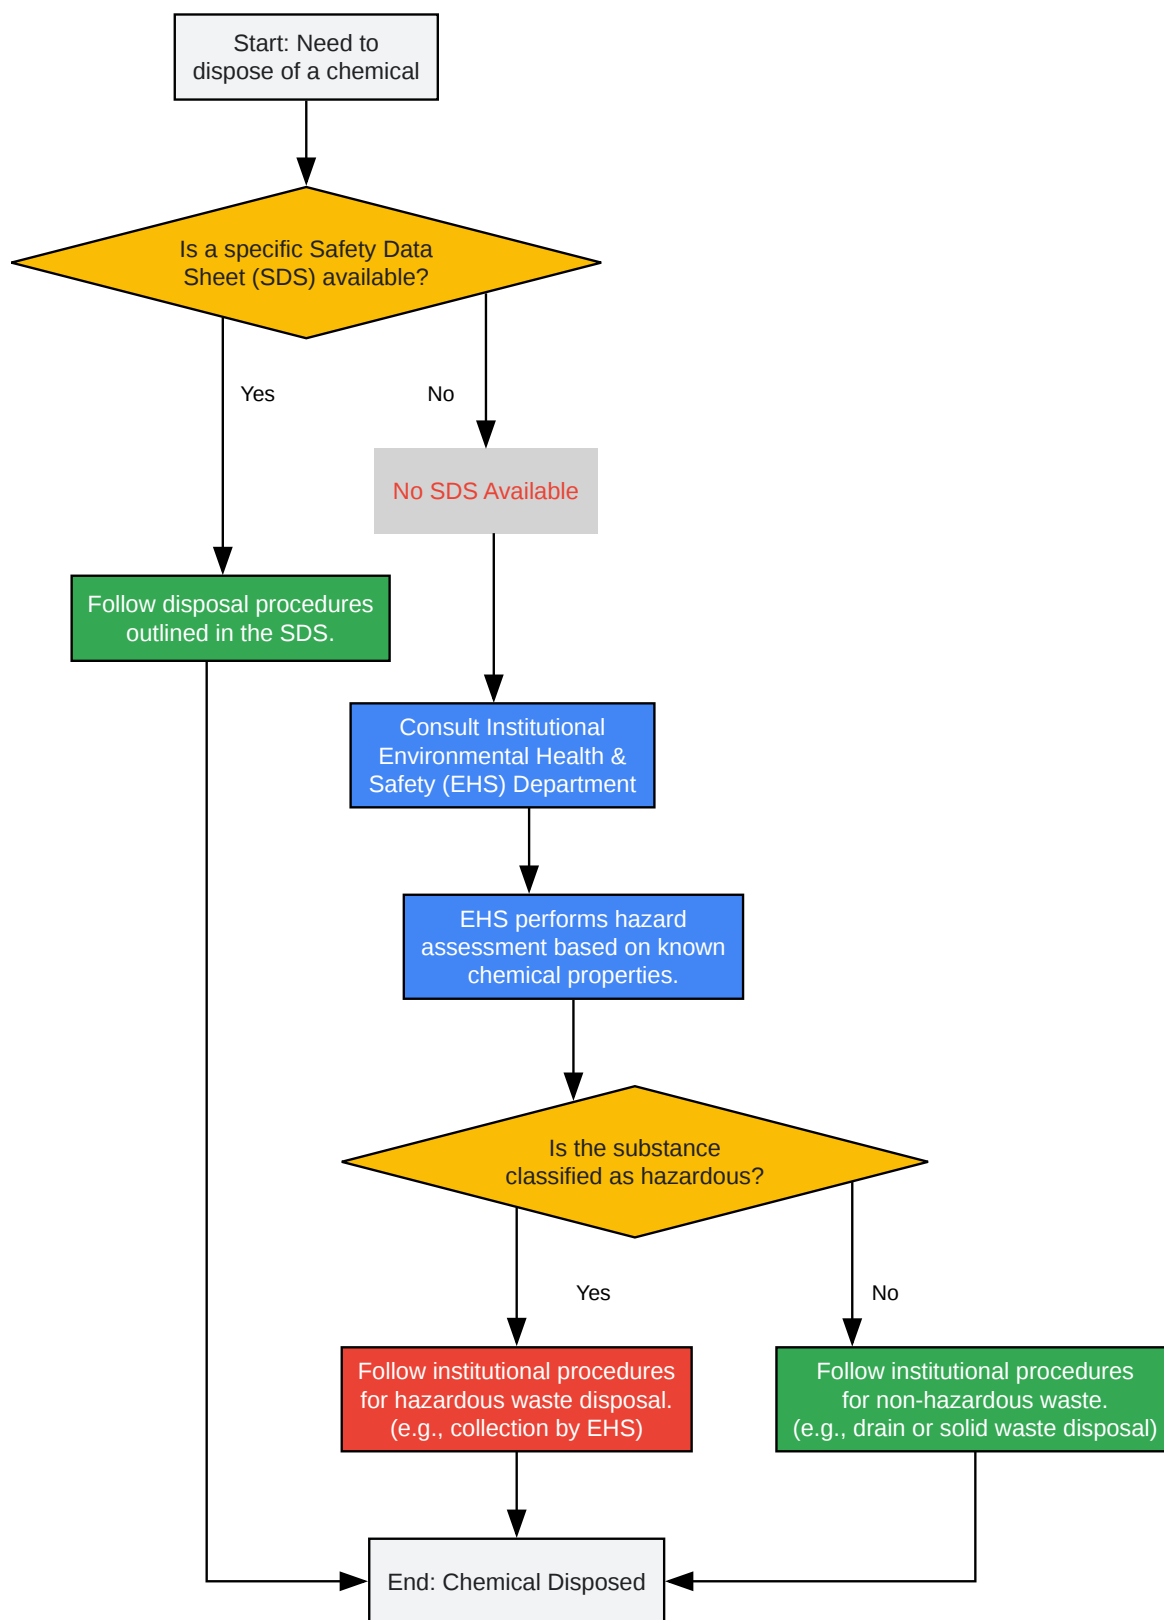 Start: Need to
dispose of a chemical
Is a specific Safety Data
Sheet (SDS) available?
Yes
No
No SDS Available
Follow disposal procedures
outlined in the SDS.
Consult Institutional
Environmental Health &
Safety (EHS) Department
EHS performs hazard
assessment based on known
chemical properties.
Is the substance
classified as hazardous?
Yes
No
Follow institutional procedures
for hazardous waste disposal.
(e.g., collection by EHS)
Follow institutional procedures
for non-hazardous waste.
(e.g., drain or solid waste disposal)
End: Chemical Disposed